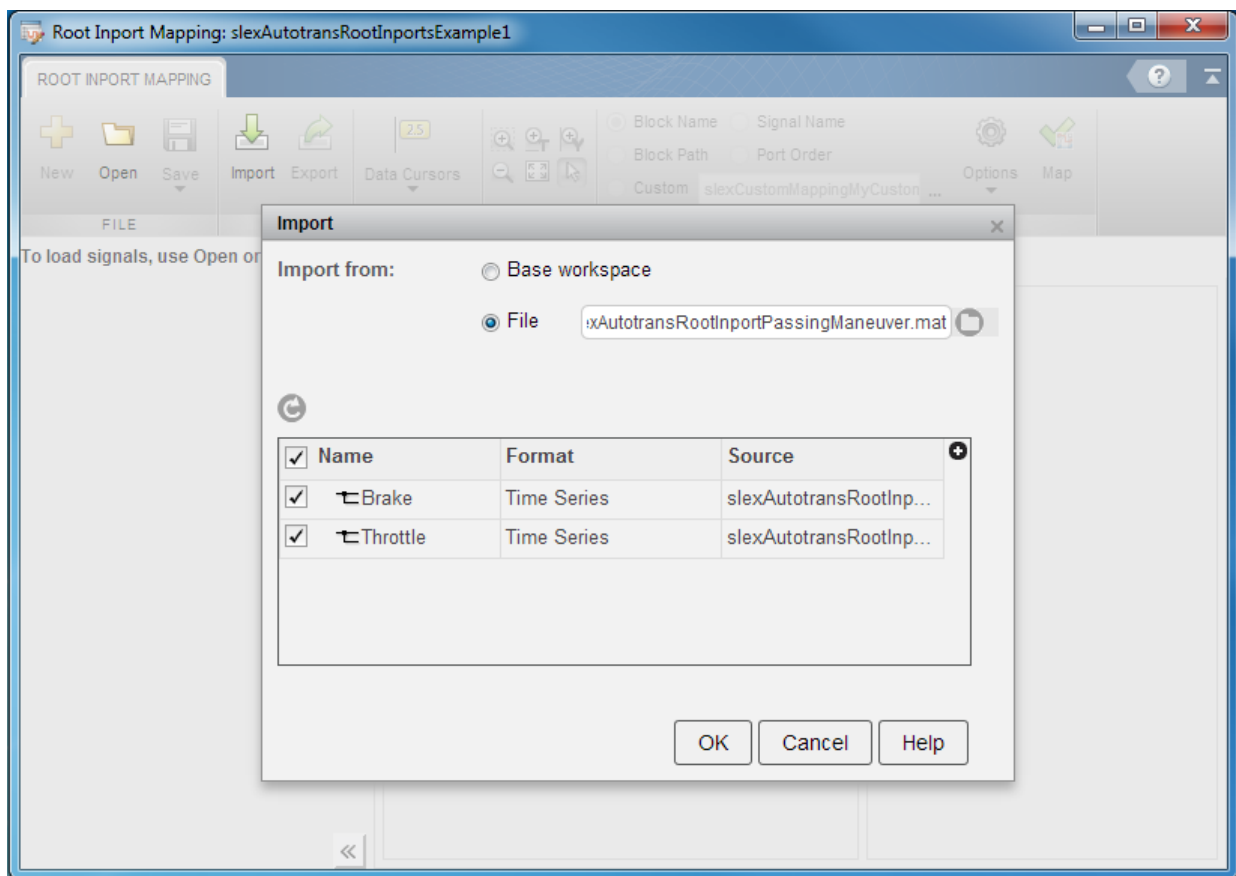 Root Inport Mapping: slexAutotransRootInportsExample1
ROOT INPORT MAPPING
?
New
Open
Save
Import
Export
2.5
Data Cursors
Block Name
Signal Name
Block Path
Port Order
Custom
slexCustomMappingMyCuston
...
Options
Map
FILE
To load signals, use Open or
Import
Import from:
Base workspace
File
xAutotransRootInportPassingManeuver.mat
Name Format Source
Brake Time Series slexAutotransRootInp...
Throttle Time Series slexAutotransRootInp...
OK
Cancel
Help